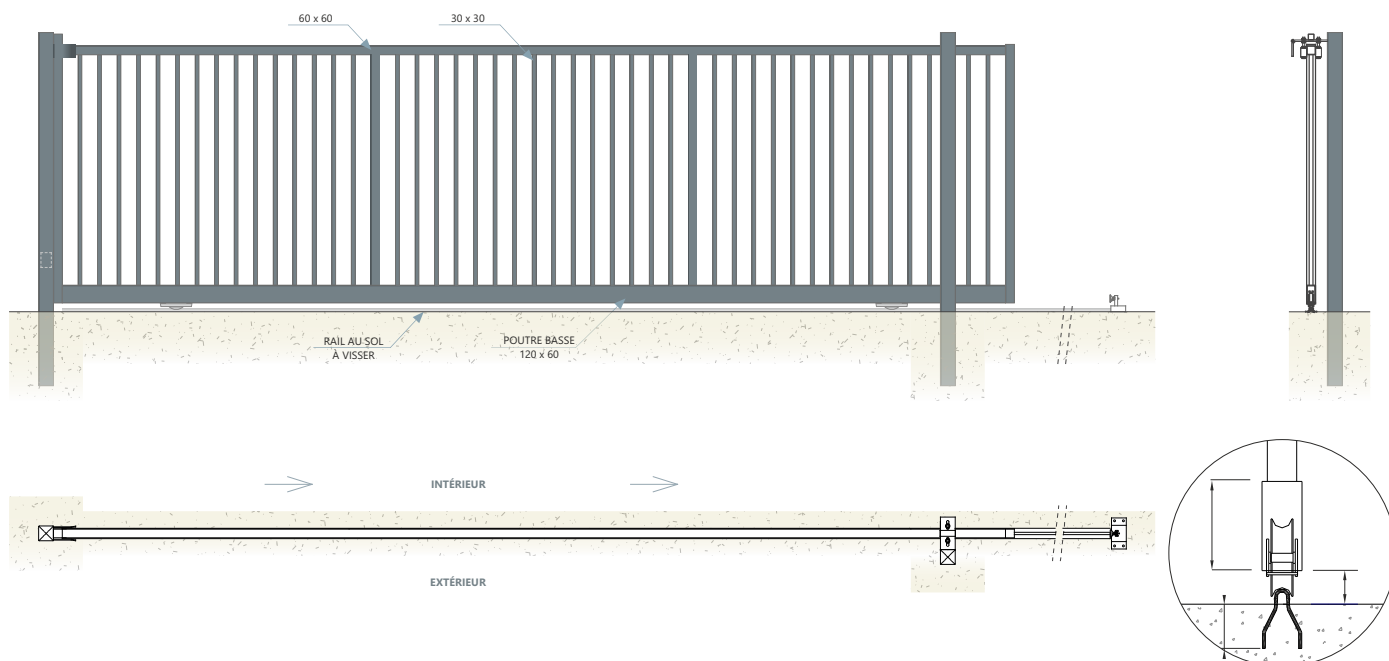 60 x 60
30 x 30
RAIL AU SOL
À VISSER
POUTRE BASSE
120 x 60
INTÉRIEUR
EXTÉRIEUR